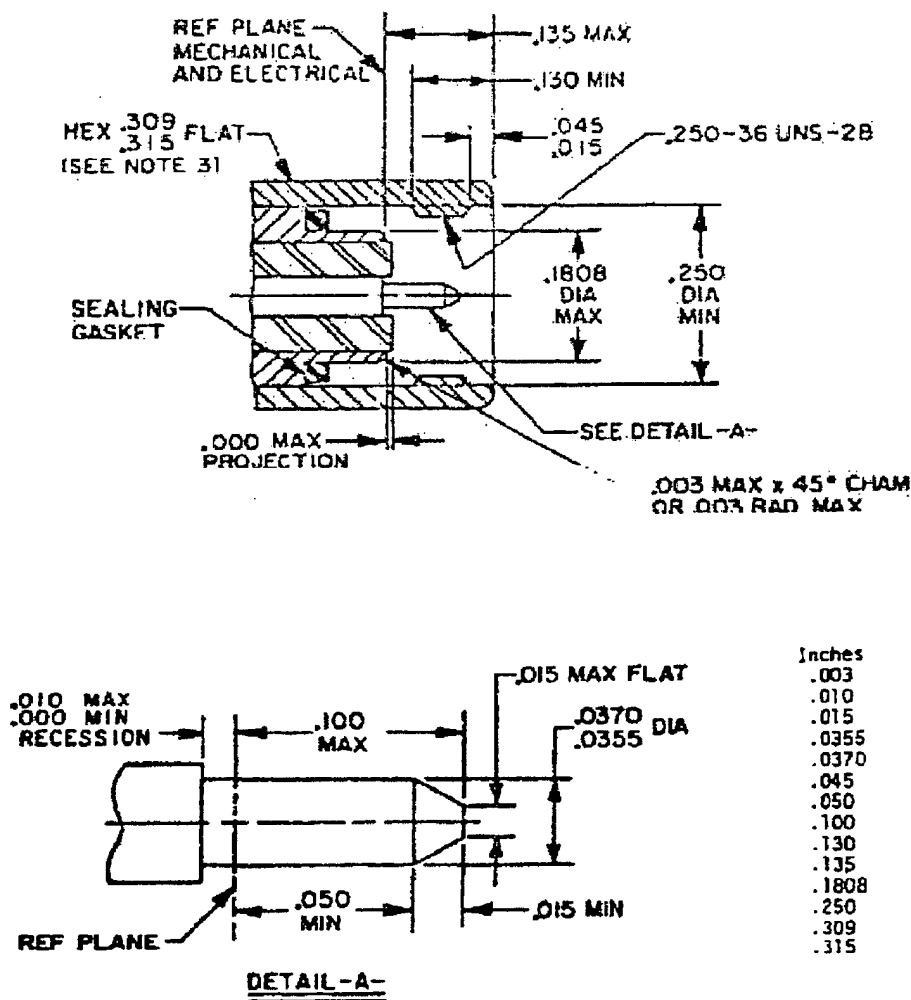 REF PLANE
MECHANICAL
AND ELECTRICAL
.135 MAX
.130 MIN
HEX .309 FLAT
.315
(SEE NOTE 3)
.045
.015
.250-36 UNS-2B
.1808
DIA
MAX
.250
DIA
MIN
SEALING
GASKET
.000 MAX
PROJECTION
SEE DETAIL-A-
.003 MAX x 45° CHAM
OR .003 RAD MAX
.010 MAX
.000 MIN
RECESSION
.100
MAX
.015 MAX FLAT
.0370 DIA
.0355
.050
MIN
.015 MIN
REF PLANE
DETAIL-A-
Inches
.003
.010
.015
.0355
.0370
.045
.050
.100
.130
.135
.1808
.250
.309
.315